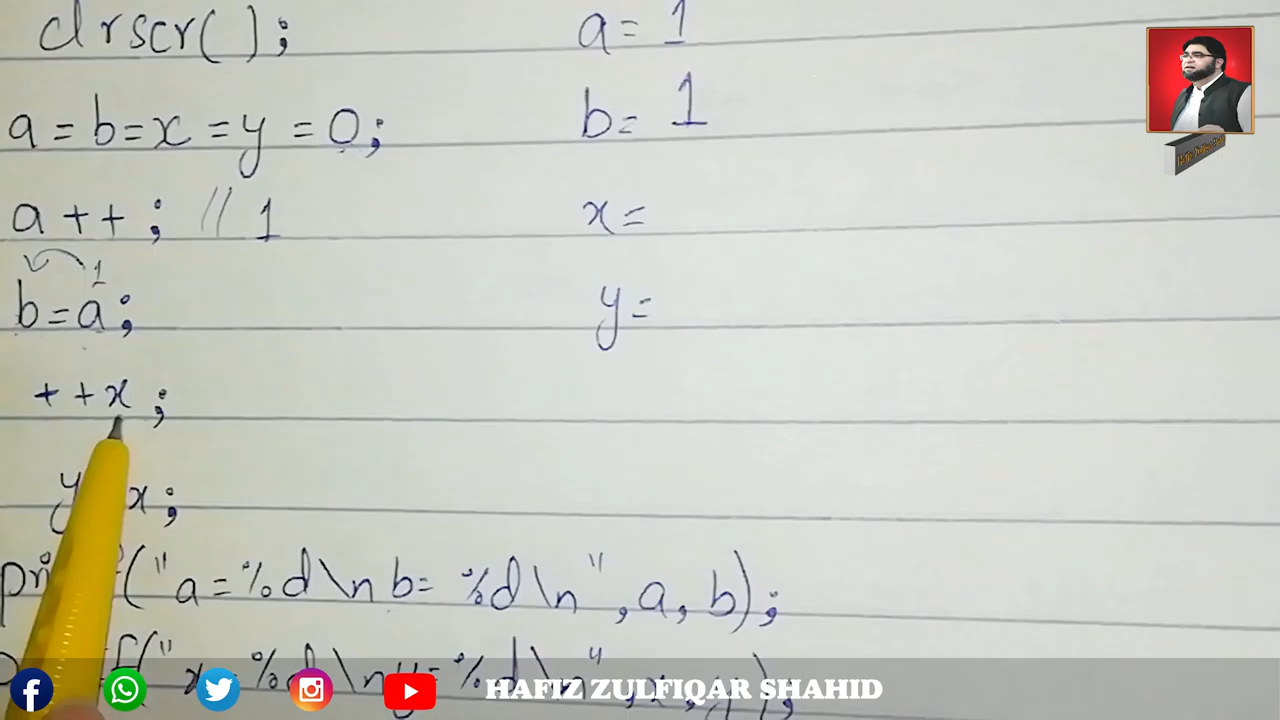 clrscr( );
a = 1
a = b = x = y = 0;
b = 1
a ++ ; // 1
x =
1
b = a ;
y =
+ + x ;
y x ;
f("a = %d\n b = %d\n", a, b);
f("x = %d\n y = %d\n", x, y);
HAFIZ ZULFIQAR SHAHID